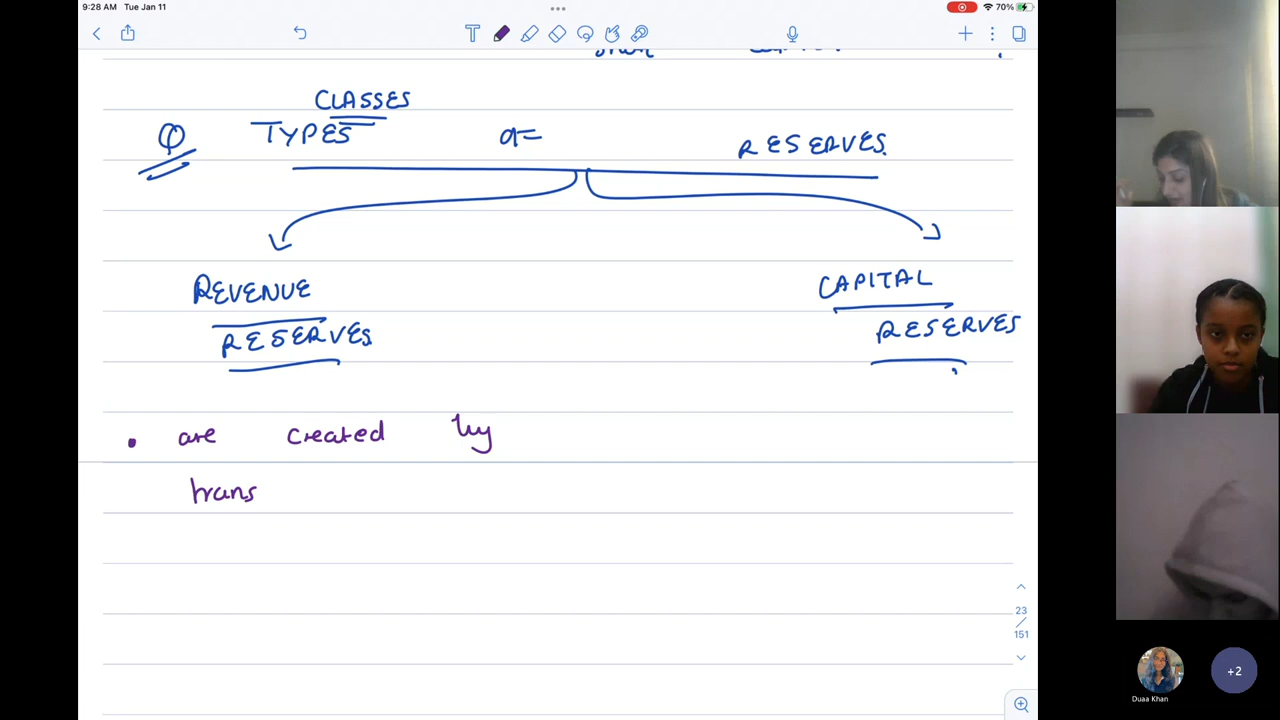 9:28 AM Tue Jan 11
70%
CLASSES
Q TYPES OF RESERVES.
REVENUE
RESERVES
CAPITAL
RESERVES
• are created by
trans
23
/
151
Duaa Khan
+2